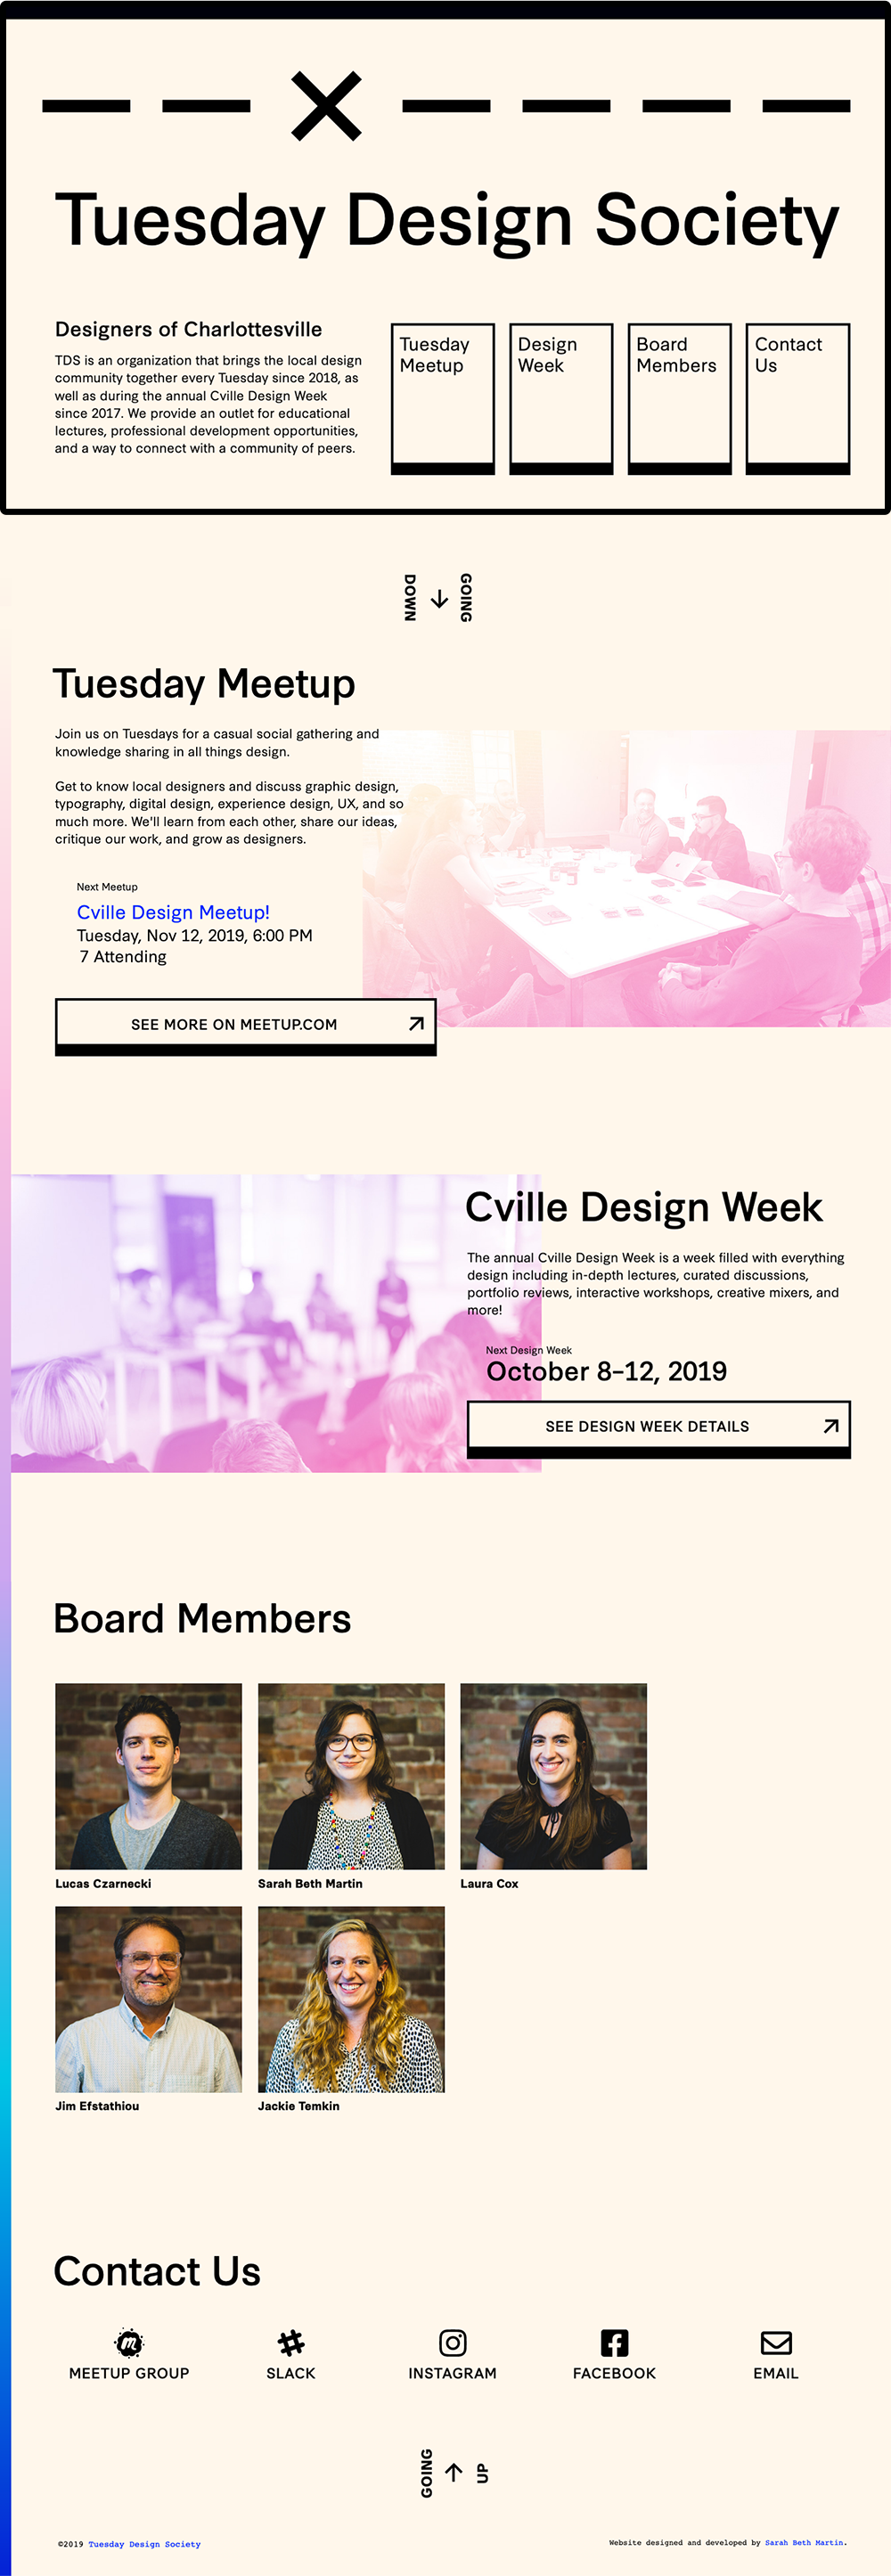 Tuesday Design Society
Designers of Charlottesville
TDS is an organization that brings the local design
community together every Tuesday since 2018, as
well as during the annual Cville Design Week
since 2017. We provide an outlet for educational
lectures, professional development opportunities,
and a way to connect with a community of peers.
Tuesday
Meetup
Design
Week
Board
Members
Contact
Us
GOING
DOWN
Tuesday Meetup
Join us on Tuesdays for a casual social gathering and
knowledge sharing in all things design.
Get to know local designers and discuss graphic design,
typography, digital design, experience design, UX, and so
much more. We'll learn from each other, share our ideas,
critique our work, and grow as designers.
Next Meetup
Cville Design Meetup!
Tuesday, Nov 12, 2019, 6:00 PM
7 Attending
SEE MORE ON MEETUP.COM
Cville Design Week
The annual Cville Design Week is a week filled with everything
design including in-depth lectures, curated discussions,
portfolio reviews, interactive workshops, creative mixers, and
more!
Next Design Week
October 8–12, 2019
SEE DESIGN WEEK DETAILS
Board Members
Lucas Czarnecki
Sarah Beth Martin
Laura Cox
Jim Efstathiou
Jackie Temkin
Contact Us
m
MEETUP GROUP
SLACK
INSTAGRAM
FACEBOOK
EMAIL
GOING
UP
©2019 Tuesday Design Society
Website designed and developed by Sarah Beth Martin.